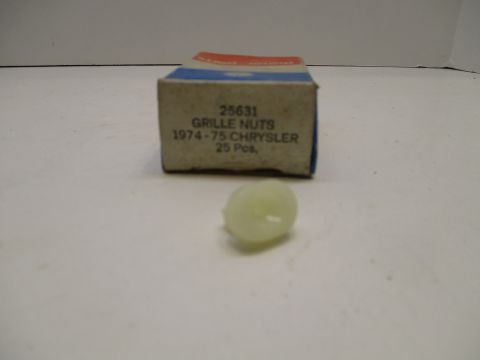 25631
GRILLE NUTS
1974-75 CHRYSLER
25 Pcs.